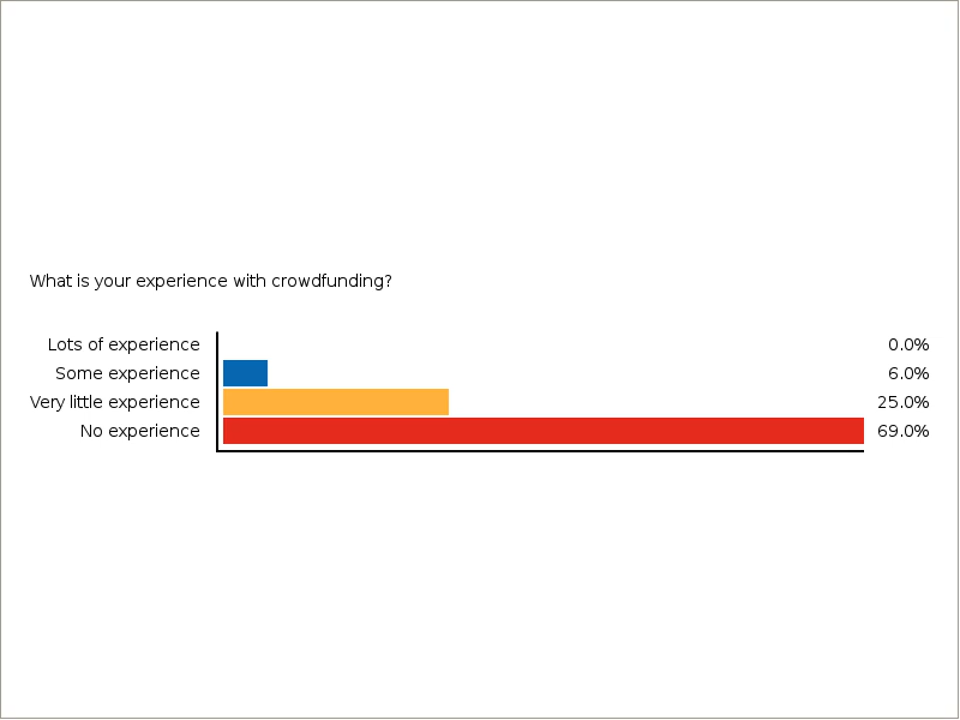 What is your experience with crowdfunding?
Lots of experience 0.0%
Some experience 6.0%
Very little experience 25.0%
No experience 69.0%